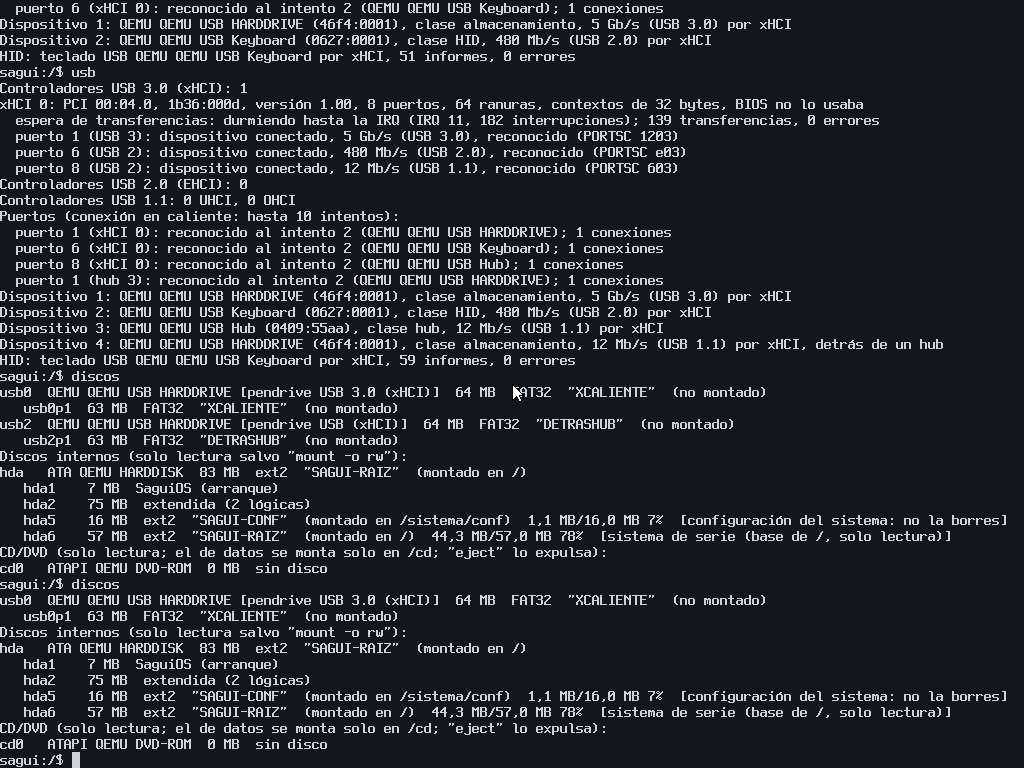 puerto 6 (xHCI 0): reconocido al intento 2 (QEMU QEMU USB Keyboard); 1 conexiones
Dispositivo 1: QEMU QEMU USB HARDDRIVE (46f4:0001), clase almacenamiento, 5 Gb/s (USB 3.0) por xHCI
Dispositivo 2: QEMU QEMU USB Keyboard (0627:0001), clase HID, 480 Mb/s (USB 2.0) por xHCI
HID: teclado USB QEMU QEMU USB Keyboard por xHCI, 51 informes, 0 errores
sagui:/$ usb
Controladores USB 3.0 (xHCI): 1
xHCI 0: PCI 00:04.0, 1b36:000d, versión 1.00, 8 puertos, 64 ranuras, contextos de 32 bytes, BIOS no lo usaba
espera de transferencias: durmiendo hasta la IRQ (IRQ 11, 182 interrupciones); 139 transferencias, 0 errores
puerto 1 (USB 3): dispositivo conectado, 5 Gb/s (USB 3.0), reconocido (PORTSC 1203)
puerto 6 (USB 2): dispositivo conectado, 480 Mb/s (USB 2.0), reconocido (PORTSC e03)
puerto 8 (USB 2): dispositivo conectado, 12 Mb/s (USB 1.1), reconocido (PORTSC 603)
Controladores USB 2.0 (EHCI): 0
Controladores USB 1.1: 0 UHCI, 0 OHCI
Puertos (conexión en caliente: hasta 10 intentos):
puerto 1 (xHCI 0): reconocido al intento 2 (QEMU QEMU USB HARDDRIVE); 1 conexiones
puerto 6 (xHCI 0): reconocido al intento 2 (QEMU QEMU USB Keyboard); 1 conexiones
puerto 8 (xHCI 0): reconocido al intento 2 (QEMU QEMU USB Hub); 1 conexiones
puerto 1 (hub 3): reconocido al intento 2 (QEMU QEMU USB HARDDRIVE); 1 conexiones
Dispositivo 1: QEMU QEMU USB HARDDRIVE (46f4:0001), clase almacenamiento, 5 Gb/s (USB 3.0) por xHCI
Dispositivo 2: QEMU QEMU USB Keyboard (0627:0001), clase HID, 480 Mb/s (USB 2.0) por xHCI
Dispositivo 3: QEMU QEMU USB Hub (0409:55aa), clase hub, 12 Mb/s (USB 1.1) por xHCI
Dispositivo 4: QEMU QEMU USB HARDDRIVE (46f4:0001), clase almacenamiento, 12 Mb/s (USB 1.1) por xHCI, detrás de un hub
HID: teclado USB QEMU QEMU USB Keyboard por xHCI, 59 informes, 0 errores
sagui:/$ discos
usb0  QEMU QEMU USB HARDDRIVE [pendrive USB 3.0 (xHCI)]  64 MB  FAT32  "XCALIENTE"  (no montado)
usb0p1  63 MB  FAT32  "XCALIENTE"  (no montado)
usb2  QEMU QEMU USB HARDDRIVE [pendrive USB (xHCI)]  64 MB  FAT32  "DETRASHUB"  (no montado)
usb2p1  63 MB  FAT32  "DETRASHUB"  (no montado)
Discos internos (solo lectura salvo "mount -o rw"):
hda   ATA QEMU HARDDISK  83 MB  ext2  "SAGUI-RAIZ"  (montado en /)
hda1    7 MB  SaguiOS (arranque)
hda2    75 MB  extendida (2 lógicas)
hda5    16 MB  ext2  "SAGUI-CONF"  (montado en /sistema/conf)  1,1 MB/16,0 MB 7%  [configuración del sistema: no la borres]
hda6    57 MB  ext2  "SAGUI-RAIZ"  (montado en /)  44,3 MB/57,0 MB 78%  [sistema de serie (base de /, solo lectura)]
CD/DVD (solo lectura; el de datos se monta solo en /cd; "eject" lo expulsa):
cd0   ATAPI QEMU DVD-ROM  0 MB  sin disco
sagui:/$ discos
usb0  QEMU QEMU USB HARDDRIVE [pendrive USB 3.0 (xHCI)]  64 MB  FAT32  "XCALIENTE"  (no montado)
usb0p1  63 MB  FAT32  "XCALIENTE"  (no montado)
Discos internos (solo lectura salvo "mount -o rw"):
hda   ATA QEMU HARDDISK  83 MB  ext2  "SAGUI-RAIZ"  (montado en /)
hda1    7 MB  SaguiOS (arranque)
hda2    75 MB  extendida (2 lógicas)
hda5    16 MB  ext2  "SAGUI-CONF"  (montado en /sistema/conf)  1,1 MB/16,0 MB 7%  [configuración del sistema: no la borres]
hda6    57 MB  ext2  "SAGUI-RAIZ"  (montado en /)  44,3 MB/57,0 MB 78%  [sistema de serie (base de /, solo lectura)]
CD/DVD (solo lectura; el de datos se monta solo en /cd; "eject" lo expulsa):
cd0   ATAPI QEMU DVD-ROM  0 MB  sin disco
sagui:/$